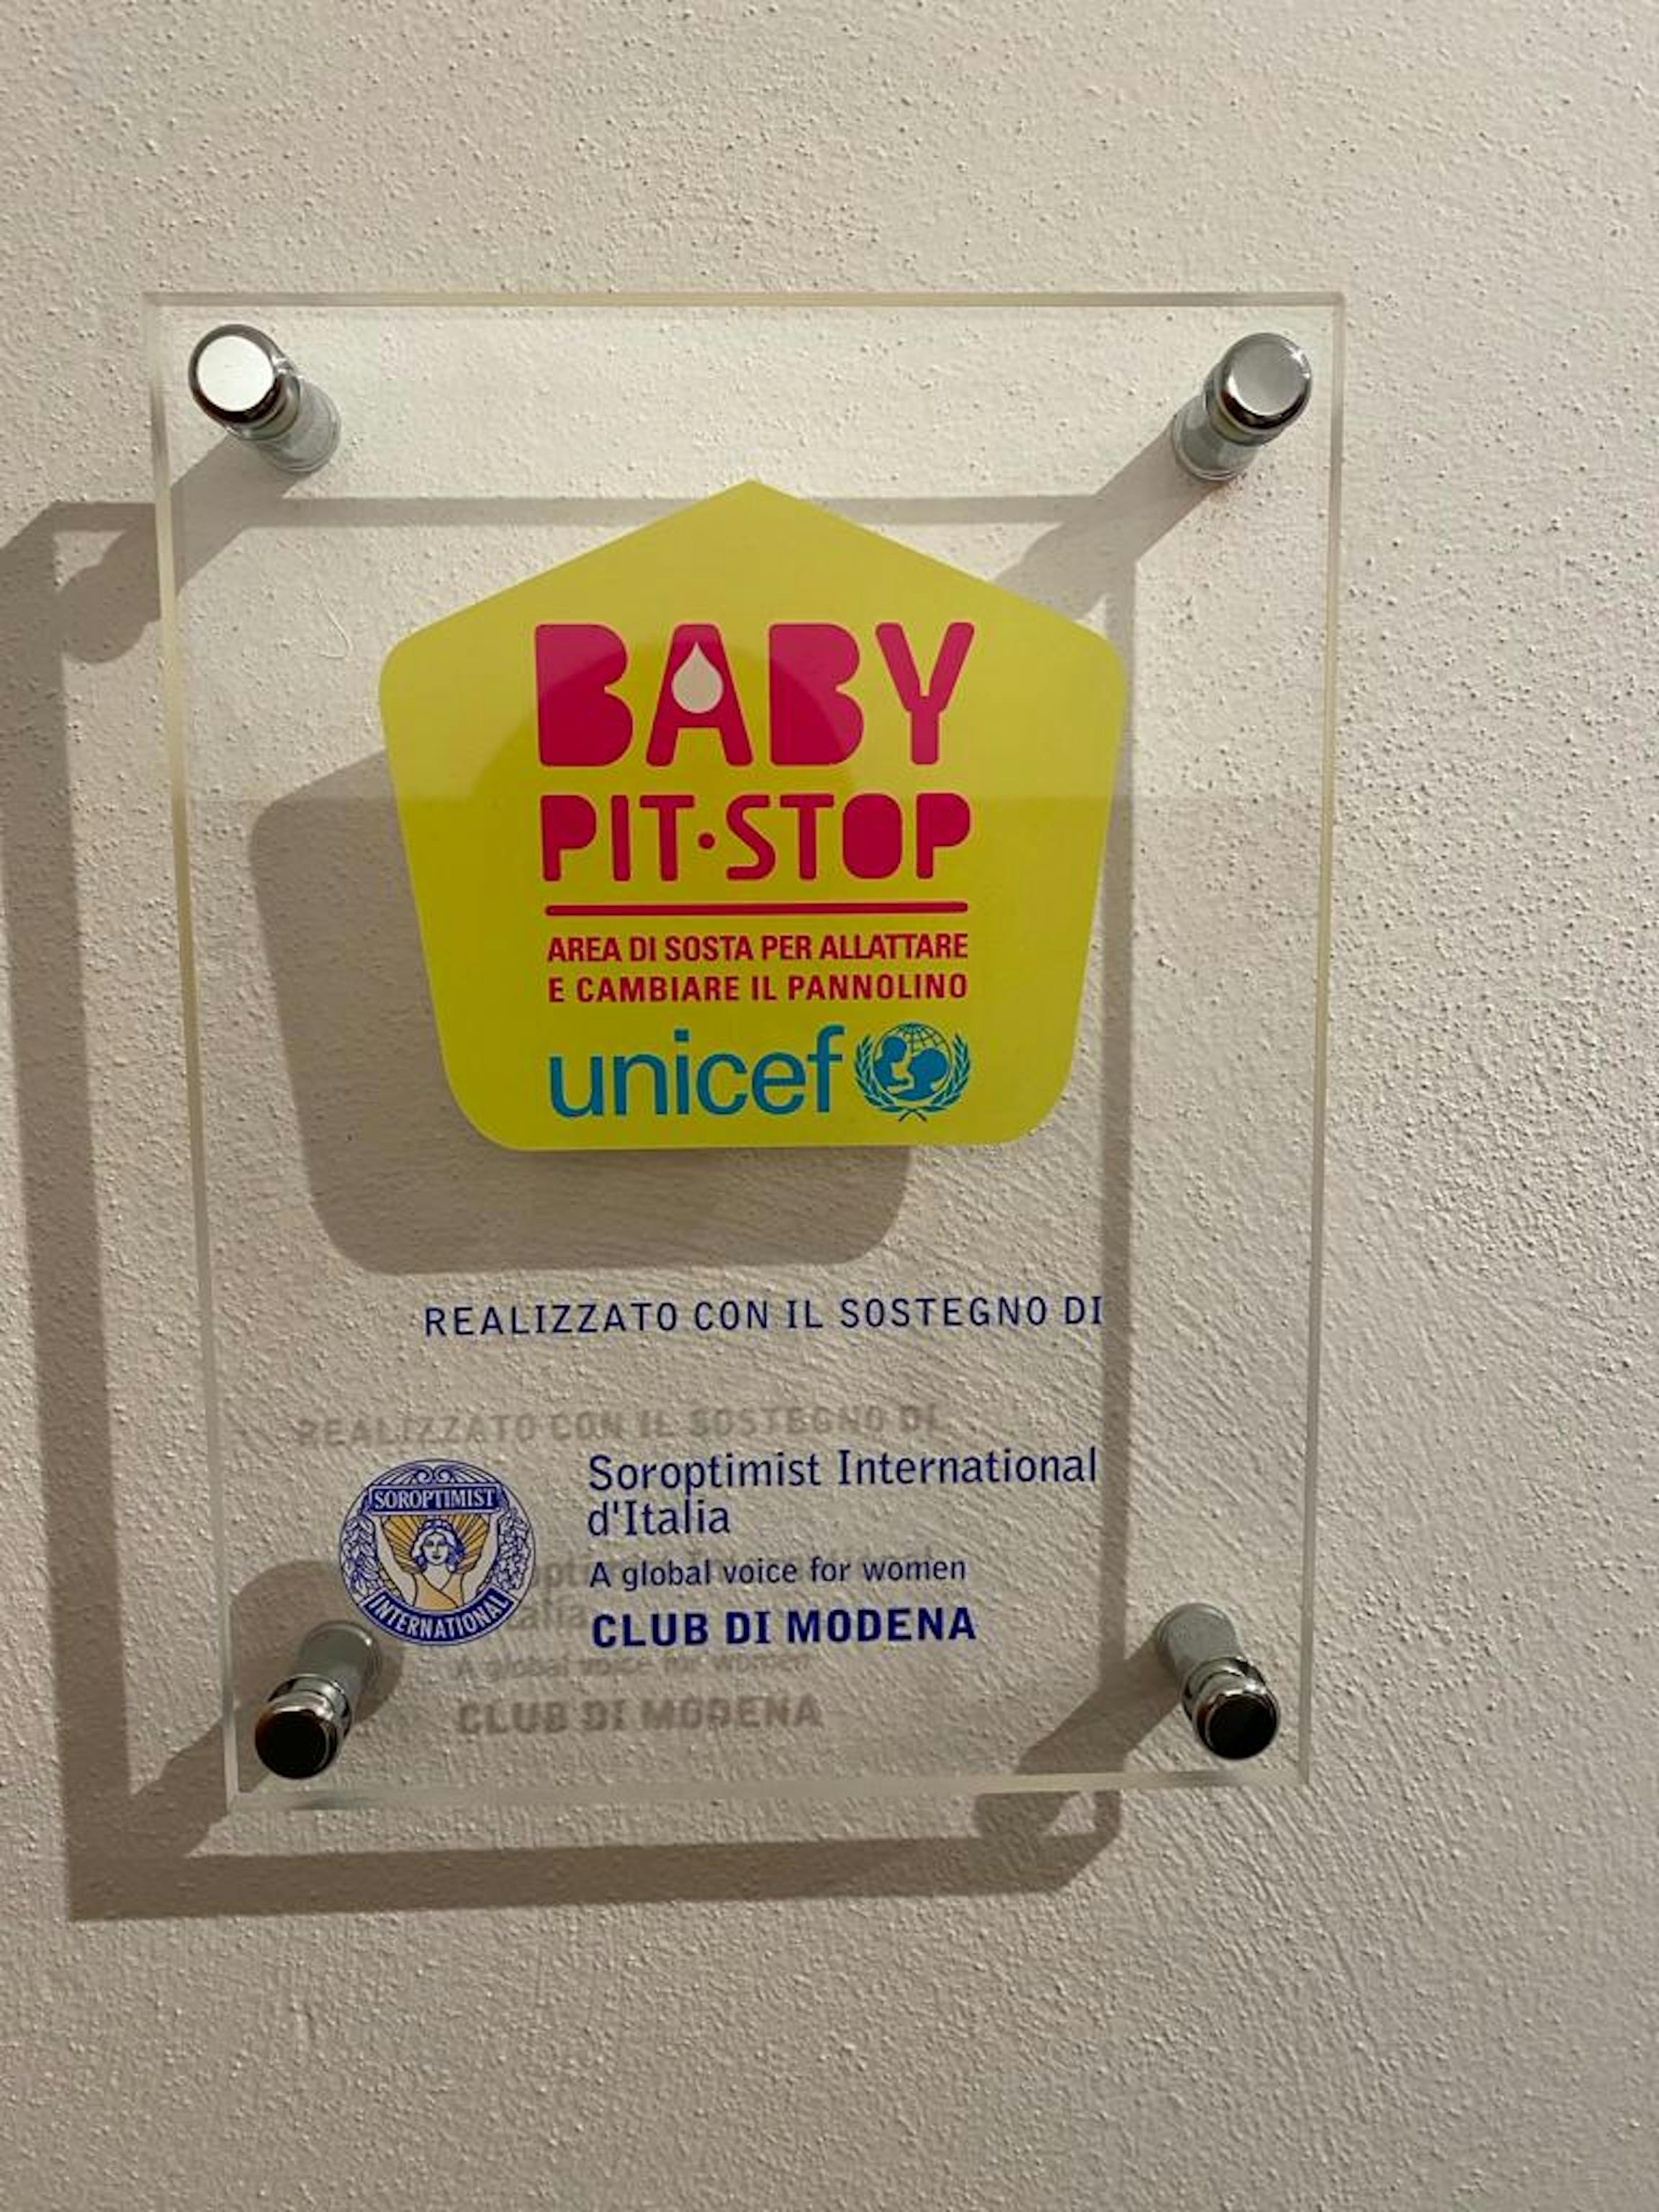 BABY
PIT·STOP
AREA DI SOSTA PER ALLATTARE
E CAMBIARE IL PANNOLINO
unicef
REALIZZATO CON IL SOSTEGNO DI
SOROPTIMIST
INTERNATIONAL
Soroptimist International
d'Italia
A global voice for women
CLUB DI MODENA